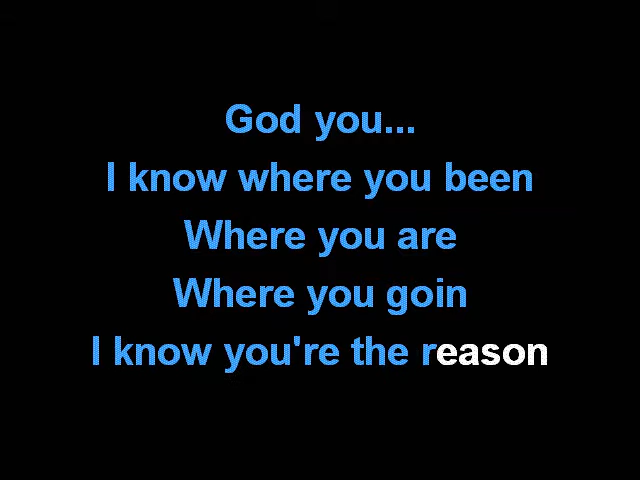 God you...
I know where you been
Where you are
Where you goin
I know you're the reason